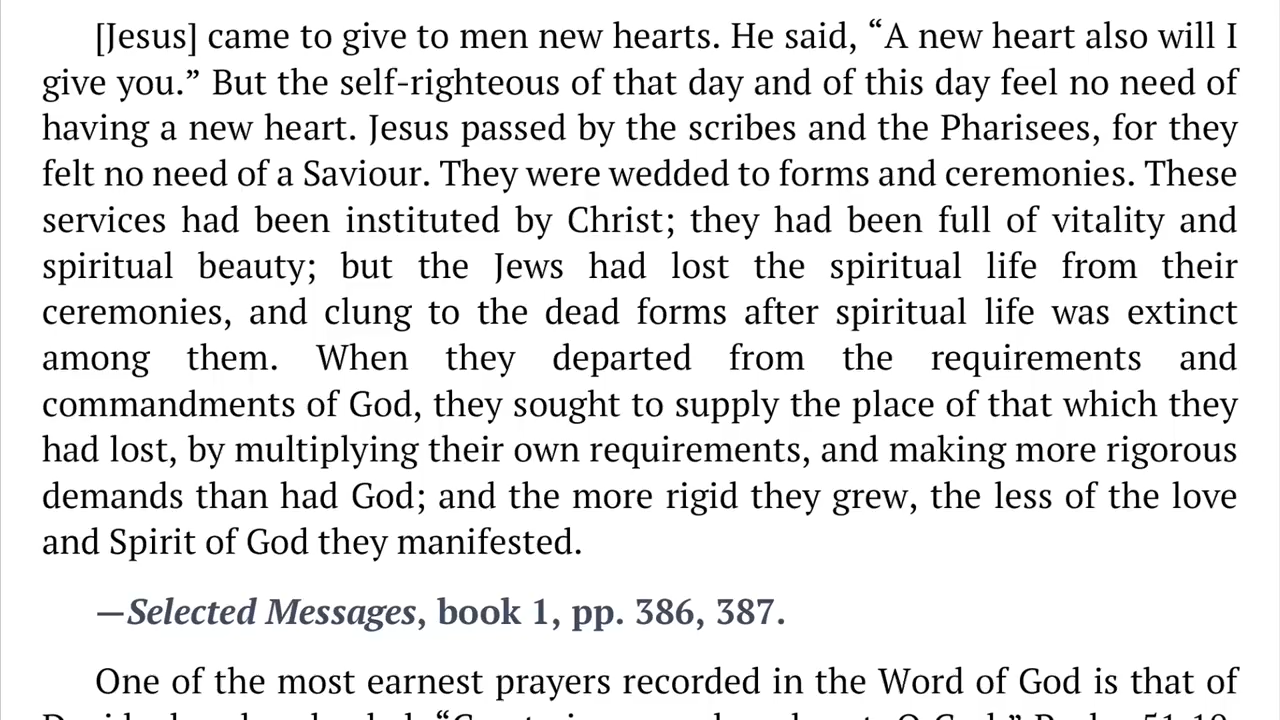 [Jesus] came to give to men new hearts. He said, “A new heart also will I
give you.” But the self-righteous of that day and of this day feel no need of
having a new heart. Jesus passed by the scribes and the Pharisees, for they
felt no need of a Saviour. They were wedded to forms and ceremonies. These
services had been instituted by Christ; they had been full of vitality and
spiritual beauty; but the Jews had lost the spiritual life from their
ceremonies, and clung to the dead forms after spiritual life was extinct
among them. When they departed from the requirements and
commandments of God, they sought to supply the place of that which they
had lost, by multiplying their own requirements, and making more rigorous
demands than had God; and the more rigid they grew, the less of the love
and Spirit of God they manifested.
—Selected Messages, book 1, pp. 386, 387.
One of the most earnest prayers recorded in the Word of God is that of